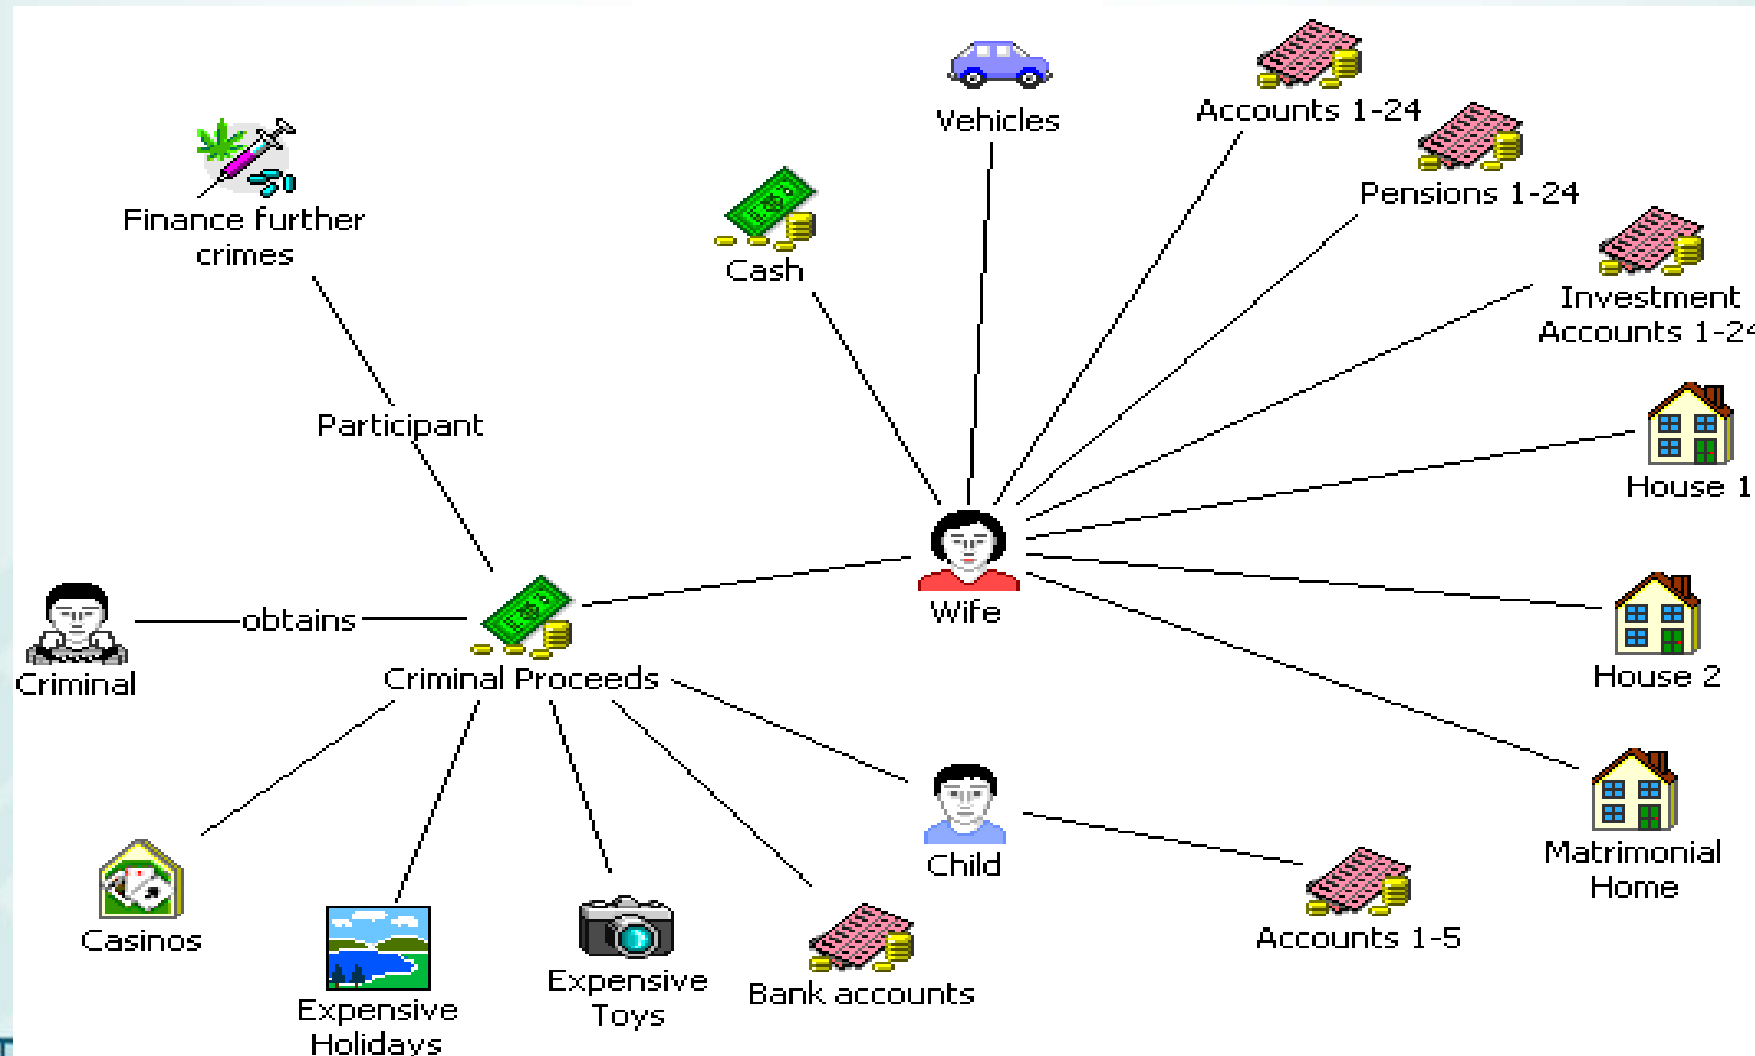 Vehicles
Accounts 1-24
Pensions 1-24
Finance further
crimes
Cash
Investment
Accounts 1-24
Participant
House 1
obtains
Wife
Criminal
Criminal Proceeds
House 2
Child
Matrimonial
Home
Casinos
Accounts 1-5
Expensive
Toys
Bank accounts
Expensive
Holidays